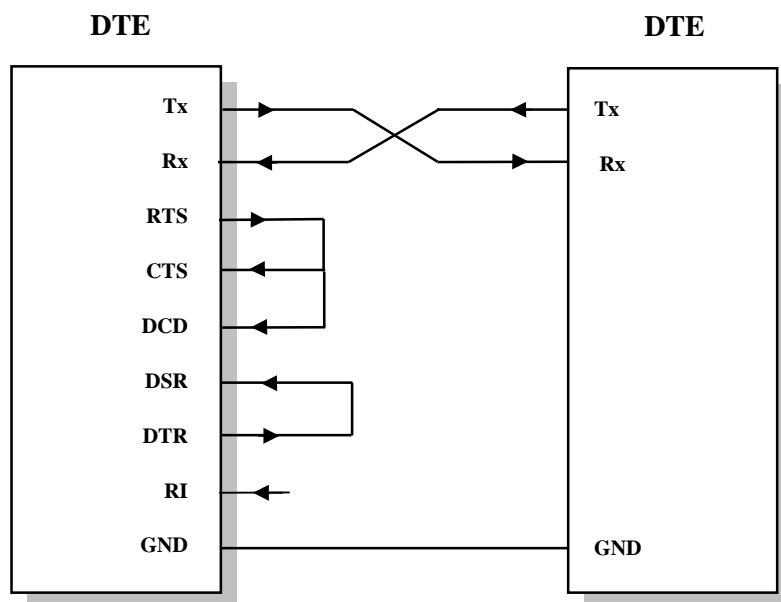 DTE
DTE
Tx
Tx
Rx
Rx
RTS
CTS
DCD
DSR
DTR
RI
GND
GND